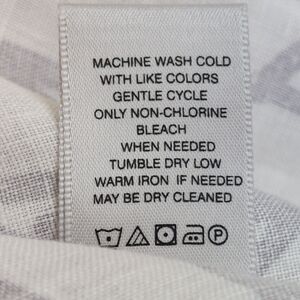 MACHINE WASH COLD
WITH LIKE COLORS
GENTLE CYCLE
ONLY NON-CHLORINE
BLEACH
WHEN NEEDED
TUMBLE DRY LOW
WARM IRON IF NEEDED
MAY BE DRY CLEANED
P